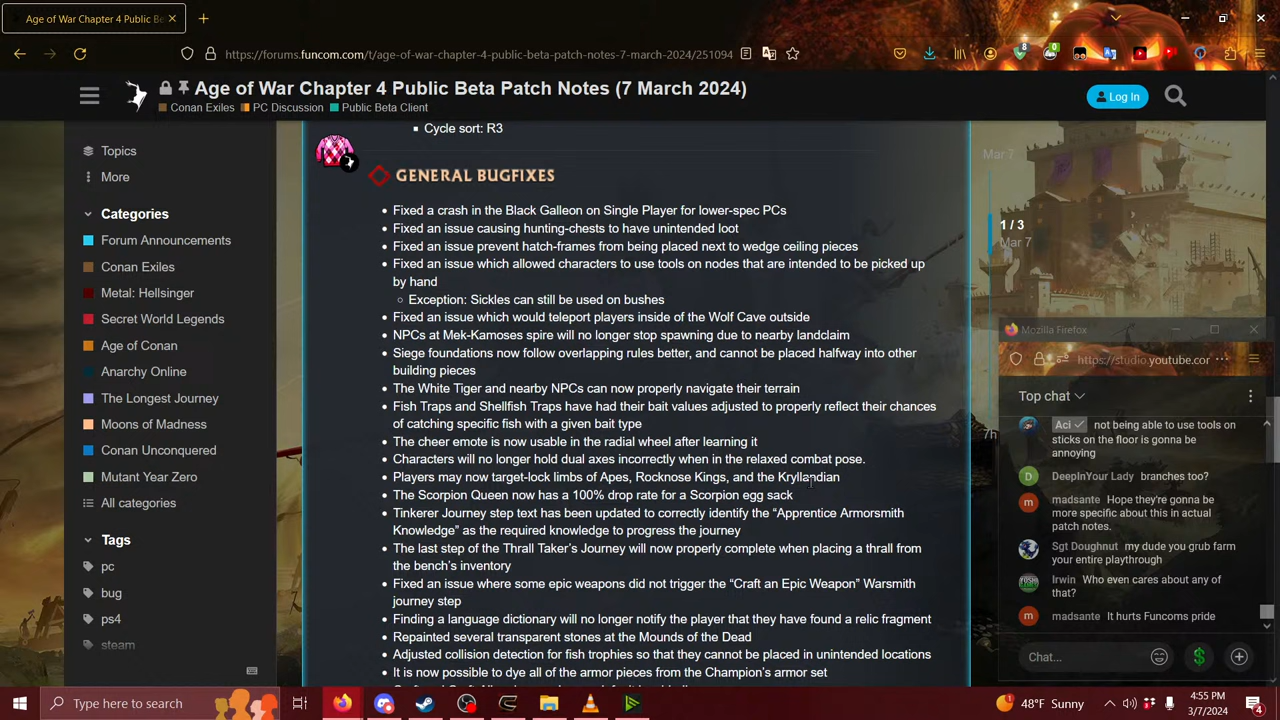 Age of War Chapter 4 Public Be
https://forums.funcom.com/t/age-of-war-chapter-4-public-beta-patch-notes-7-march-2024/251094
8
0
Age of War Chapter 4 Public Beta Patch Notes (7 March 2024)
Conan Exiles PC Discussion Public Beta Client
Log In
Topics
More
Categories
Forum Announcements
Conan Exiles
Metal: Hellsinger
Secret World Legends
Age of Conan
Anarchy Online
The Longest Journey
Moons of Madness
Conan Unconquered
Mutant Year Zero
All categories
Tags
pc
bug
ps4
steam
Cycle sort: R3
GENERAL BUGFIXES
Fixed a crash in the Black Galleon on Single Player for lower-spec PCs
Fixed an issue causing hunting-chests to have unintended loot
Fixed an issue prevent hatch-frames from being placed next to wedge ceiling pieces
Fixed an issue which allowed characters to use tools on nodes that are intended to be picked up
by hand
Exception: Sickles can still be used on bushes
Fixed an issue which would teleport players inside of the Wolf Cave outside
NPCs at Mek-Kamoses spire will no longer stop spawning due to nearby landclaim
Siege foundations now follow overlapping rules better, and cannot be placed halfway into other
building pieces
The White Tiger and nearby NPCs can now properly navigate their terrain
Fish Traps and Shellfish Traps have had their bait values adjusted to properly reflect their chances
of catching specific fish with a given bait type
The cheer emote is now usable in the radial wheel after learning it
Characters will no longer hold dual axes incorrectly when in the relaxed combat pose.
Players may now target-lock limbs of Apes, Rocknose Kings, and the Kryllandian
The Scorpion Queen now has a 100% drop rate for a Scorpion egg sack
Tinkerer Journey step text has been updated to correctly identify the “Apprentice Armorsmith
Knowledge” as the required knowledge to progress the journey
The last step of the Thrall Taker’s Journey will now properly complete when placing a thrall from
the bench’s inventory
Fixed an issue where some epic weapons did not trigger the “Craft an Epic Weapon” Warsmith
journey step
Finding a language dictionary will no longer notify the player that they have found a relic fragment
Repainted several transparent stones at the Mounds of the Dead
Adjusted collision detection for fish trophies so that they cannot be placed in unintended locations
It is now possible to dye all of the armor pieces from the Champion’s armor set
Mar 7
1 / 3
Mar 7
7h
Mozilla Firefox
https://studio.youtube.cor
Top chat
Aci not being able to use tools on
sticks on the floor is gonna be
annoying
DeepInYour Lady branches too?
madsante Hope they're gonna be
more specific about this in actual
patch notes.
Sgt Doughnut my dude you grub farm
your entire playthrough
Irwin Who even cares about any of
that?
madsante It hurts Funcoms pride
Chat...
Type here to search
48°F Sunny
4:55 PM
3/7/2024
4